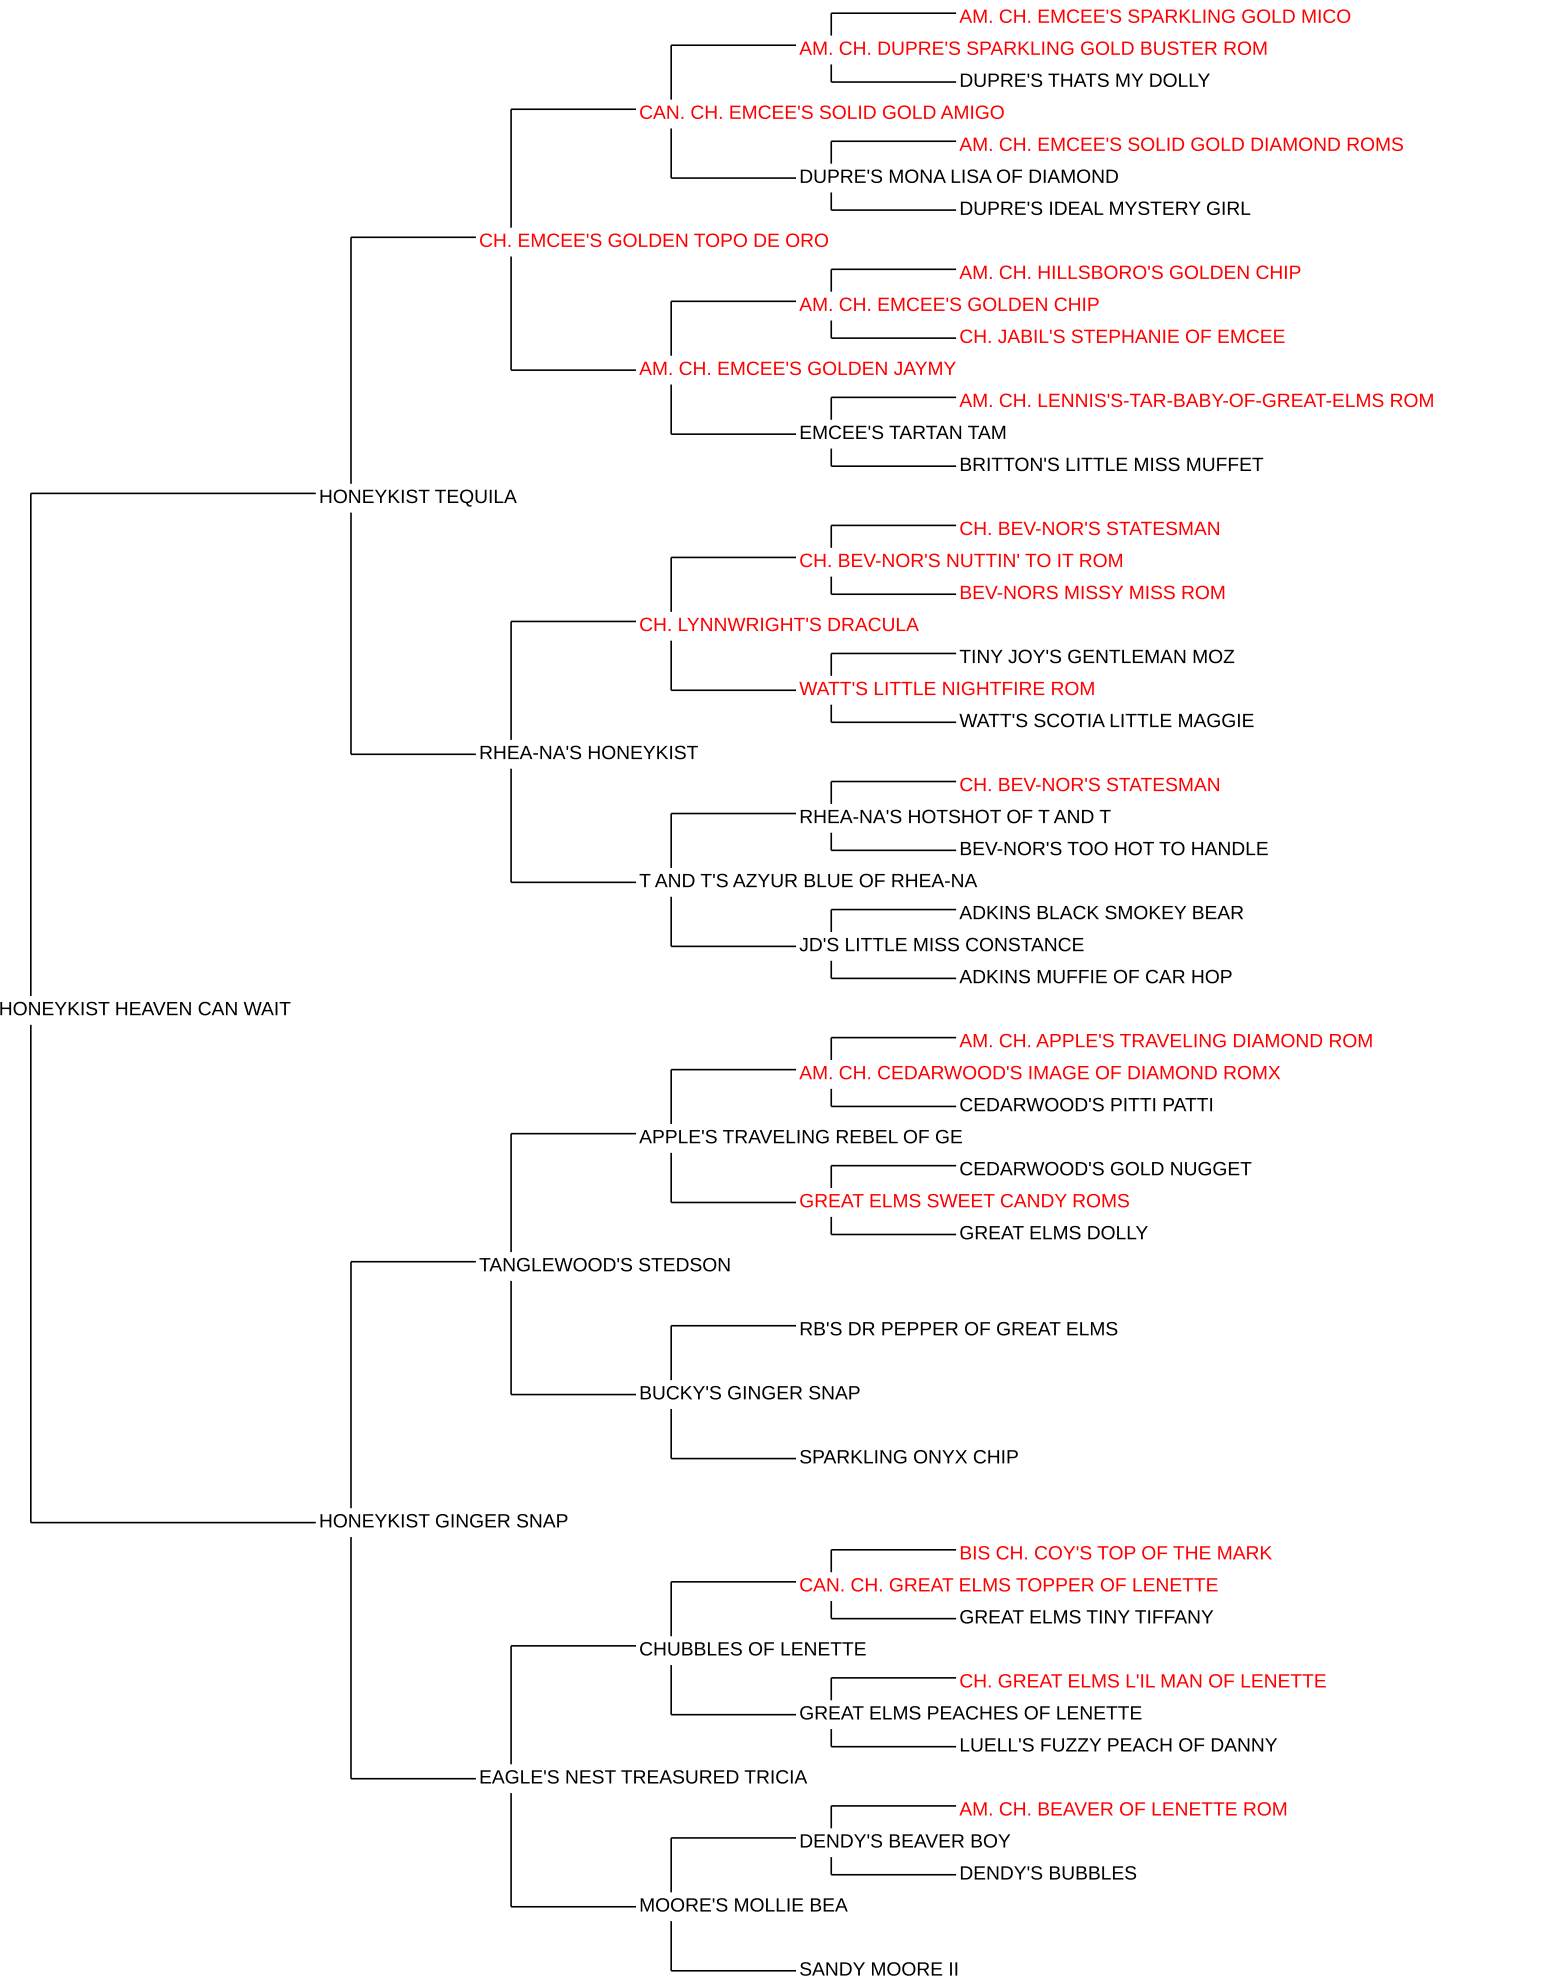 AM. CH. EMCEE'S SPARKLING GOLD MICO
AM. CH. DUPRE'S SPARKLING GOLD BUSTER ROM
DUPRE'S THATS MY DOLLY
CAN. CH. EMCEE'S SOLID GOLD AMIGO
AM. CH. EMCEE'S SOLID GOLD DIAMOND ROMS
DUPRE'S MONA LISA OF DIAMOND
DUPRE'S IDEAL MYSTERY GIRL
CH. EMCEE'S GOLDEN TOPO DE ORO
AM. CH. HILLSBORO'S GOLDEN CHIP
AM. CH. EMCEE'S GOLDEN CHIP
CH. JABIL'S STEPHANIE OF EMCEE
AM. CH. EMCEE'S GOLDEN JAYMY
AM. CH. LENNIS'S-TAR-BABY-OF-GREAT-ELMS ROM
EMCEE'S TARTAN TAM
BRITTON'S LITTLE MISS MUFFET
HONEYKIST TEQUILA
CH. BEV-NOR'S STATESMAN
CH. BEV-NOR'S NUTTIN' TO IT ROM
BEV-NORS MISSY MISS ROM
CH. LYNNWRIGHT'S DRACULA
TINY JOY'S GENTLEMAN MOZ
WATT'S LITTLE NIGHTFIRE ROM
WATT'S SCOTIA LITTLE MAGGIE
RHEA-NA'S HONEYKIST
CH. BEV-NOR'S STATESMAN
RHEA-NA'S HOTSHOT OF T AND T
BEV-NOR'S TOO HOT TO HANDLE
T AND T'S AZYUR BLUE OF RHEA-NA
ADKINS BLACK SMOKEY BEAR
JD'S LITTLE MISS CONSTANCE
ADKINS MUFFIE OF CAR HOP
HONEYKIST HEAVEN CAN WAIT
AM. CH. APPLE'S TRAVELING DIAMOND ROM
AM. CH. CEDARWOOD'S IMAGE OF DIAMOND ROMX
CEDARWOOD'S PITTI PATTI
APPLE'S TRAVELING REBEL OF GE
CEDARWOOD'S GOLD NUGGET
GREAT ELMS SWEET CANDY ROMS
GREAT ELMS DOLLY
TANGLEWOOD'S STEDSON
RB'S DR PEPPER OF GREAT ELMS
BUCKY'S GINGER SNAP
SPARKLING ONYX CHIP
HONEYKIST GINGER SNAP
BIS CH. COY'S TOP OF THE MARK
CAN. CH. GREAT ELMS TOPPER OF LENETTE
GREAT ELMS TINY TIFFANY
CHUBBLES OF LENETTE
CH. GREAT ELMS L'IL MAN OF LENETTE
GREAT ELMS PEACHES OF LENETTE
LUELL'S FUZZY PEACH OF DANNY
EAGLE'S NEST TREASURED TRICIA
AM. CH. BEAVER OF LENETTE ROM
DENDY'S BEAVER BOY
DENDY'S BUBBLES
MOORE'S MOLLIE BEA
SANDY MOORE II